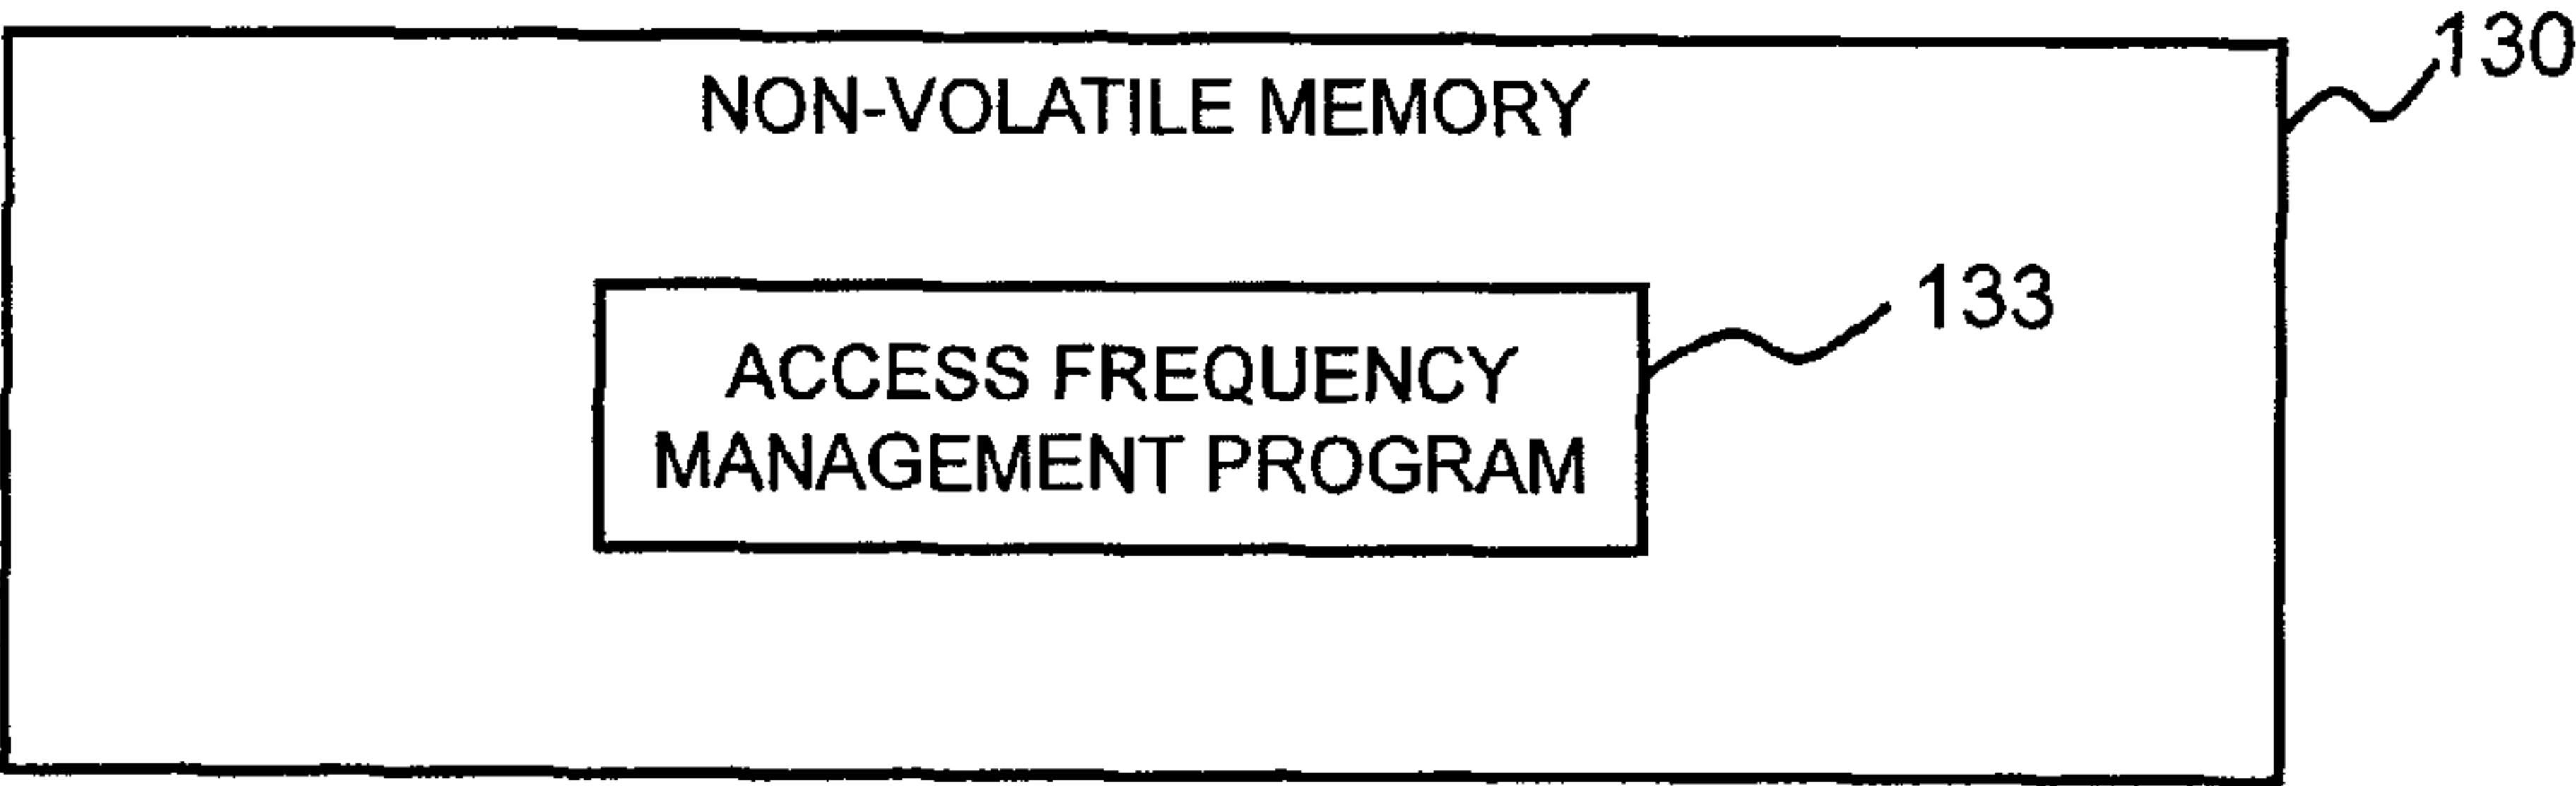 130
NON-VOLATILE MEMORY
133
ACCESS FREQUENCY
MANAGEMENT PROGRAM